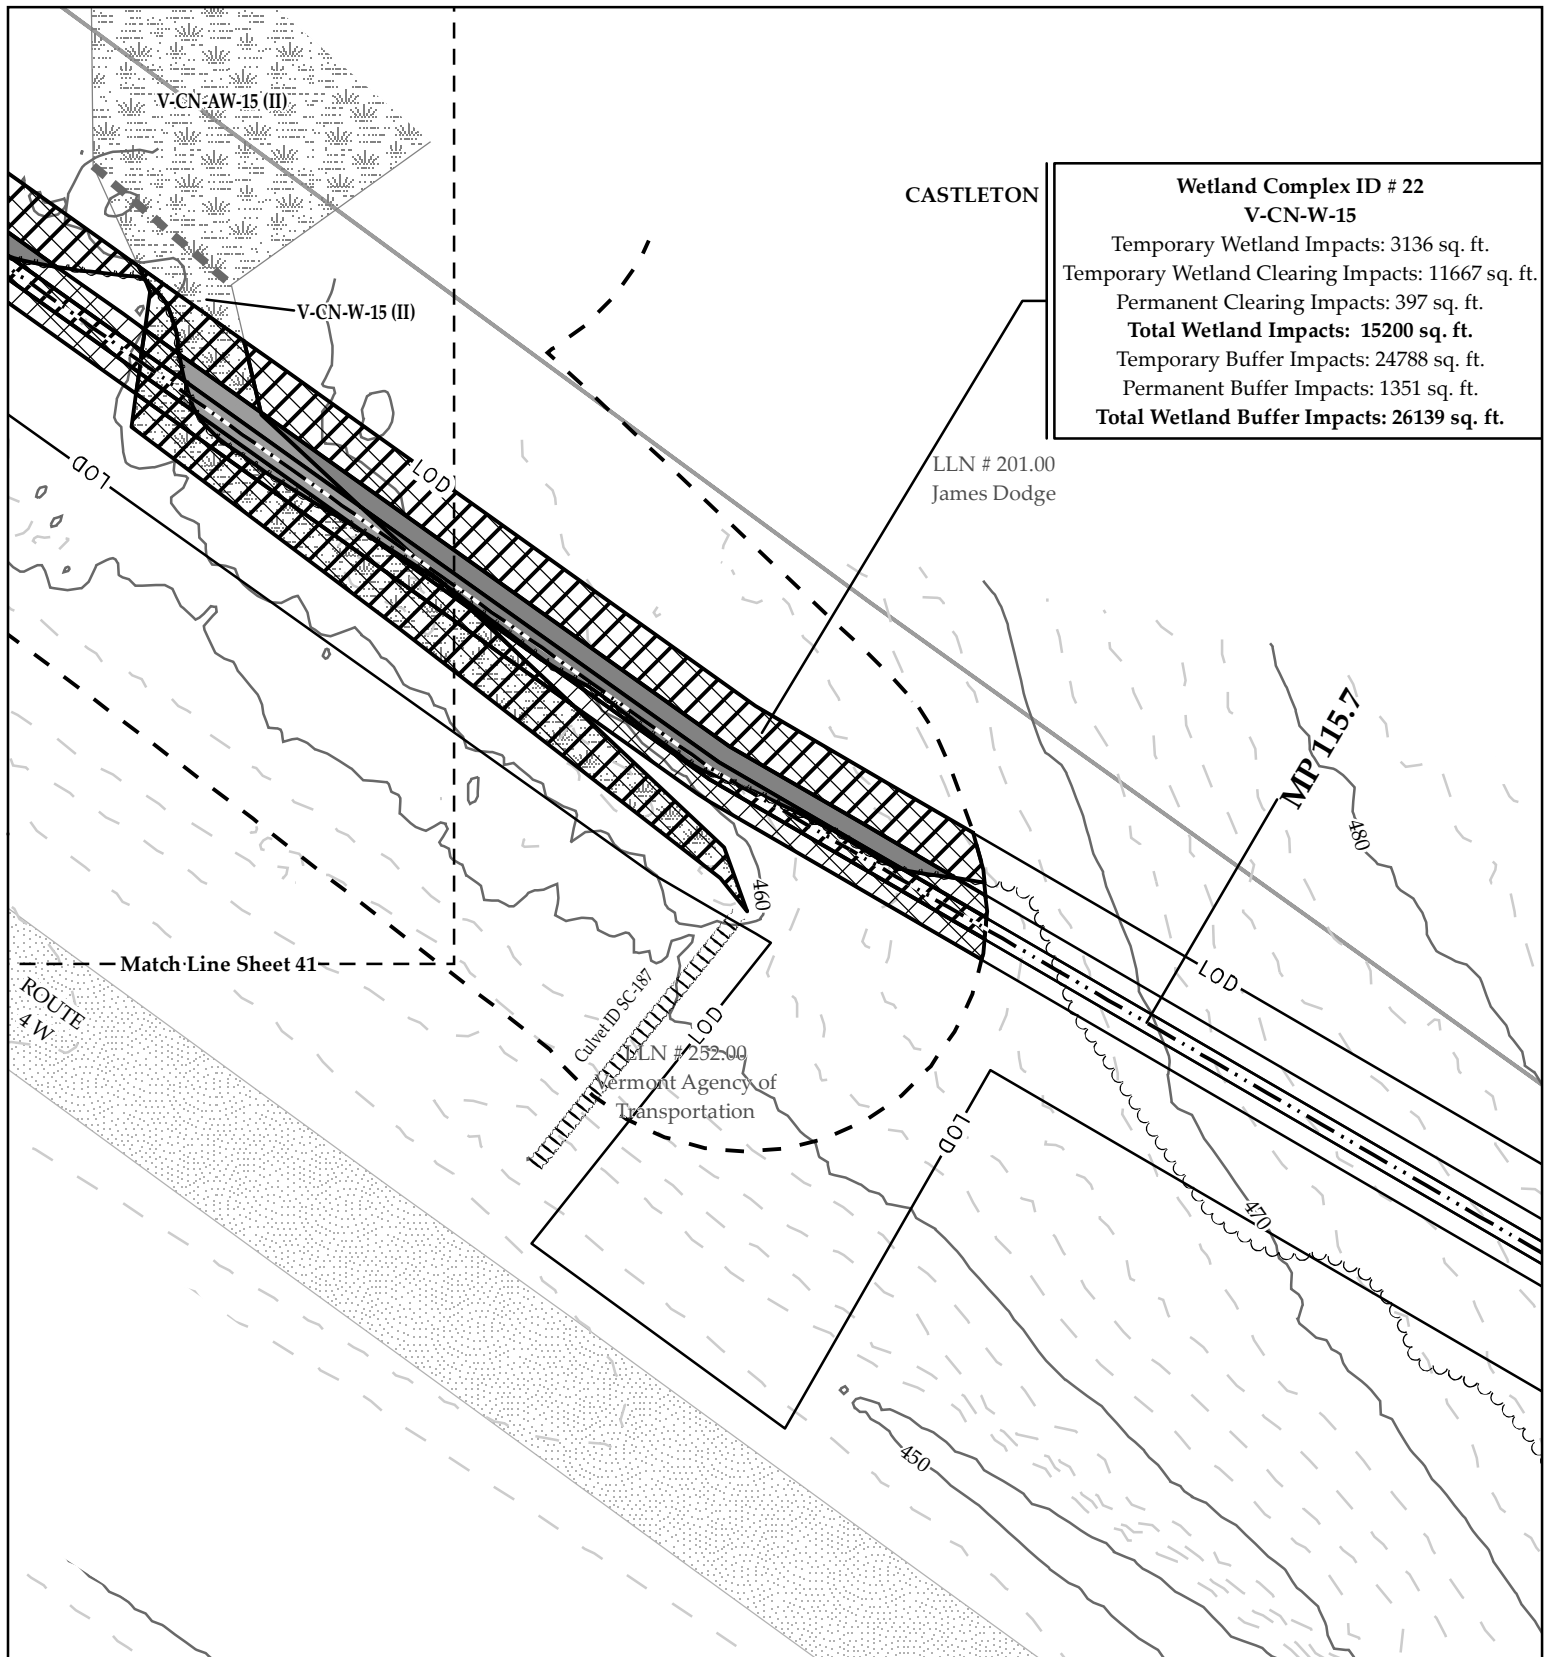 V-CN-AW-15 (II)
CASTLETON
Wetland Complex ID # 22
V-CN-W-15
Temporary Wetland Impacts: 3136 sq. ft.
Temporary Wetland Clearing Impacts: 11667 sq. ft.
Permanent Clearing Impacts: 397 sq. ft.
Total Wetland Impacts: 15200 sq. ft.
Temporary Buffer Impacts: 24788 sq. ft.
Permanent Buffer Impacts: 1351 sq. ft.
Total Wetland Buffer Impacts: 26139 sq. ft.
V-CN-W-15 (II)
LOD
LOD
LLN # 201.00
James Dodge
MP 115.7
480
460
Match Line Sheet 41
LOD
ROUTE
4 W
Culvet ID SC-187
LOD
LLN # 252.00
Vermont Agency of
Transportation
LOD
470
450